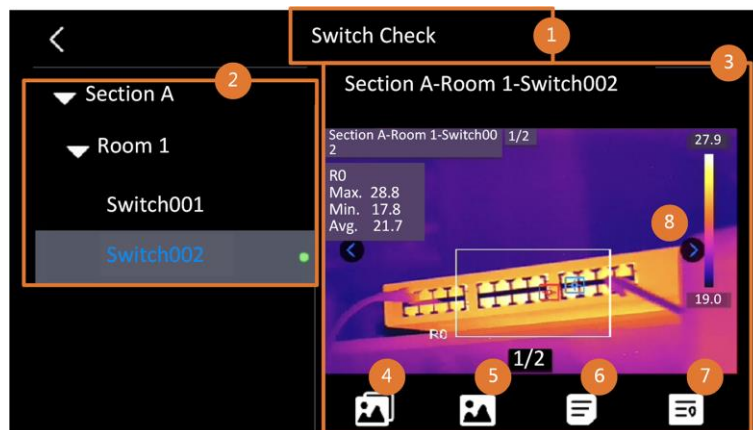 Switch Check
1
2
3
Section A
Section A-Room 1-Switch002
Room 1
Switch001
Switch002
Section A-Room 1-Switch00
2
1/2
27.9
R0
Max. 28.8
Min. 17.8
Avg. 21.7
8
19.0
R0
1/2
4
5
6
7